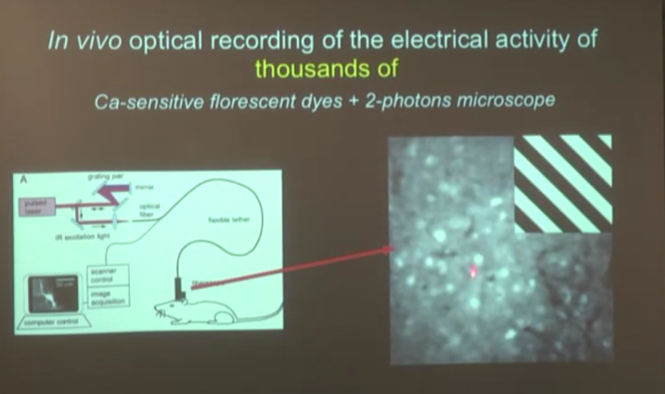 In vivo optical recording of the electrical activity of
thousands of
Ca-sensitive florescent dyes + 2-photons microscope
A
grating pair
mirror
pulsed
laser
optical
fiber
flexible tether
IR excitation light
scanner
control
image
acquisition
computer control